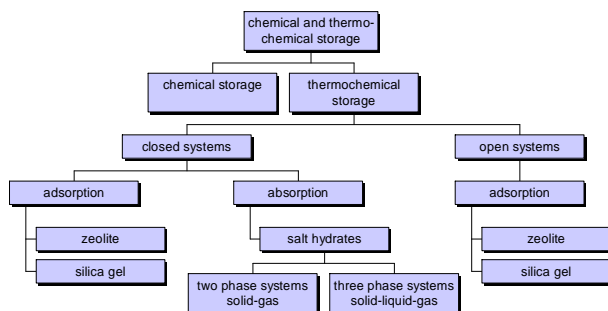 chemical and thermo-
chemical storage
chemical storage
thermochemical
storage
closed systems
open systems
adsorption
absorption
adsorption
zeolite
salt hydrates
zeolite
silica gel
two phase systems
solid-gas
three phase systems
solid-liquid-gas
silica gel